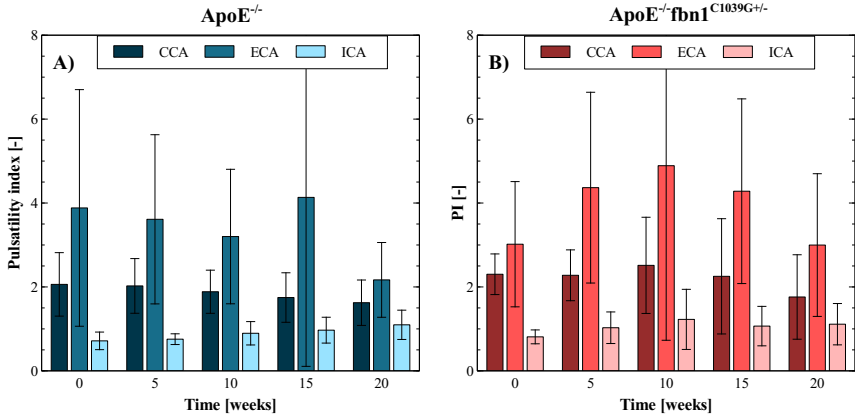 ApoE⁻/⁻
A)
CCA ECA ICA
Pulsatility index [-]
8
6
4
2
0
0 5 10 15 20
Time [weeks]
ApoE⁻/⁻fbn1ᶜ¹⁰³⁹ᴳ⁺/⁻
B)
CCA ECA ICA
PI [-]
8
6
4
2
0
0 5 10 15 20
Time [weeks]